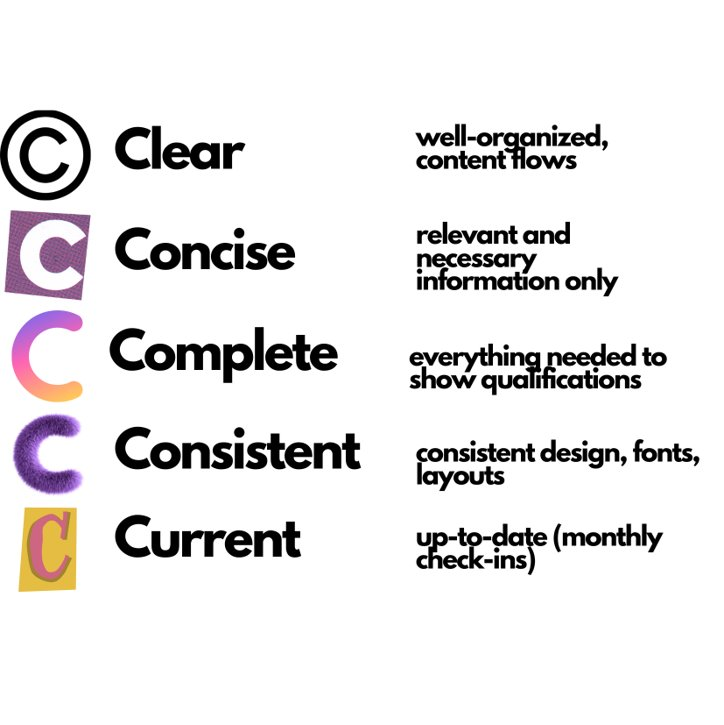 © Clear
well-organized,
content flows
C Concise
relevant and
necessary
information only
C Complete
everything needed to
show qualifications
C Consistent
consistent design, fonts,
layouts
C Current
up-to-date (monthly
check-ins)